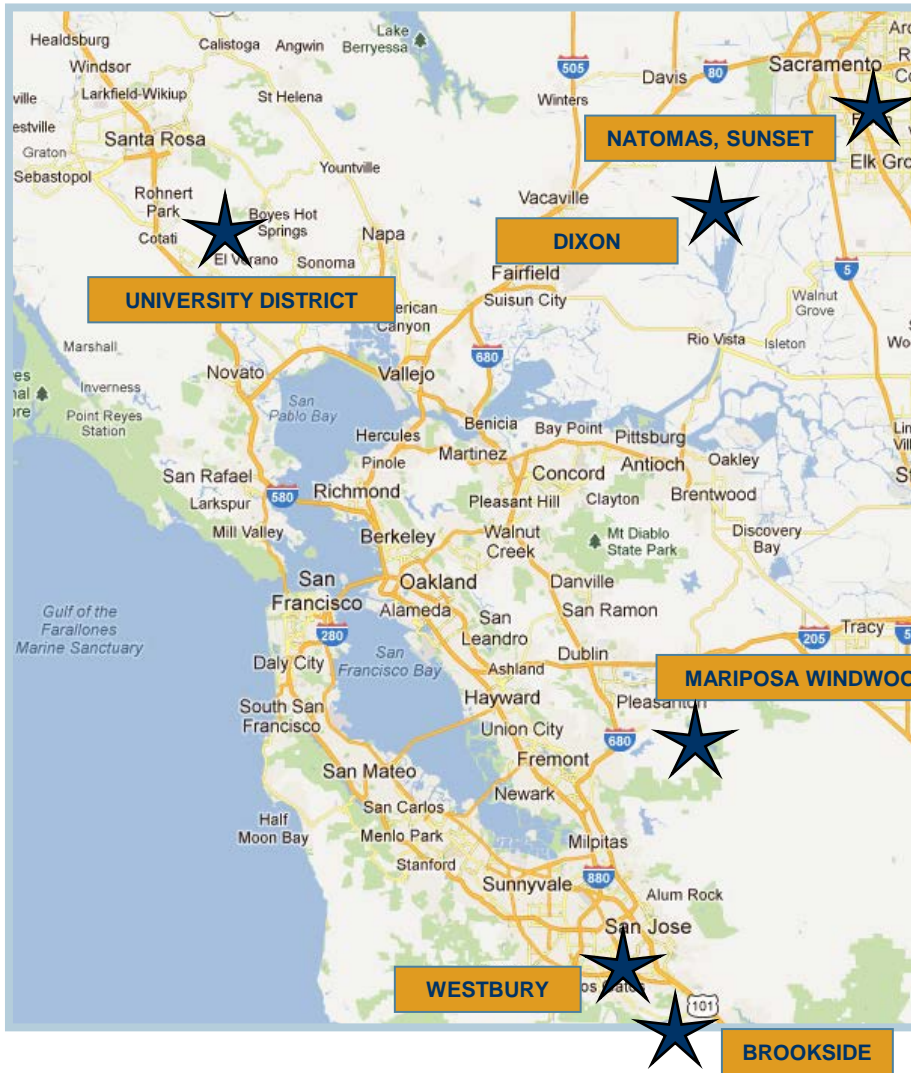 Healdsburg
Calistoga
Angwin
Lake
Berryessa
Windsor
Larkfield-Wikiup
St Helena
505
Davis
80
Sacramento
Winters
Santa Rosa
Graton
Sebastopol
Yountville
NATOMAS, SUNSET
Elk Gro
Rohnert
Park
Boyes Hot
Springs
Vacaville
Cotati
Napa
El Verano
Sonoma
DIXON
Fairfield
5
UNIVERSITY DISTRICT
Suisun City
Canyon
Walnut
Grove
Marshall
680
Rio Vista
Isleton
Novato
Vallejo
Inverness
San
Pablo Bay
Point Reyes
Station
Benicia
Bay Point
Hercules
Pittsburg
Martinez
Pinole
Concord
Antioch
Oakley
San Rafael
580
Richmond
Larkspur
Pleasant Hill
Clayton
Brentwood
Mill Valley
Berkeley
Walnut
Creek
Mt Diablo
State Park
Discovery
Bay
San
Francisco
Oakland
Danville
Gulf of the
Farallones
Marine Sanctuary
Alameda
San
Leandro
San Ramon
280
San
Francisco Bay
205
Tracy
Daly City
Ashland
Dublin
Hayward
MARIPOSA WINDWOO
South San
Francisco
Pleasanton
Union City
680
San Mateo
Fremont
San Carlos
Newark
Half
Moon Bay
Menlo Park
Milpitas
Stanford
Sunnyvale
880
Alum Rock
San Jose
WESTBURY
101
BROOKSIDE